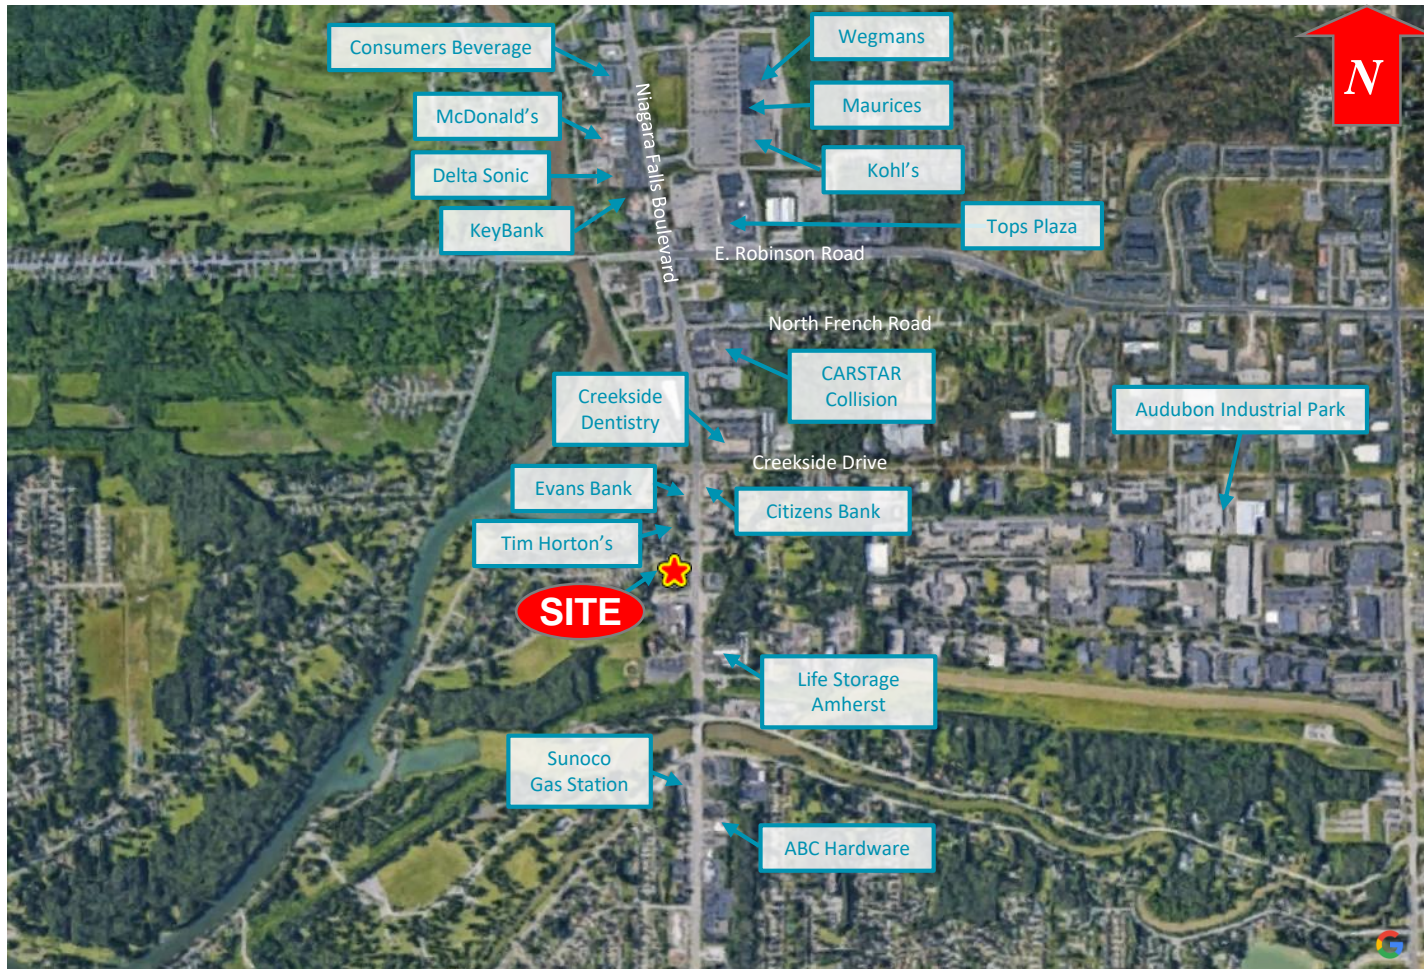 Consumers Beverage
Wegmans
N
McDonald's
Maurices
Delta Sonic
Kohl's
KeyBank
Niagara Falls Boulevard
Tops Plaza
E. Robinson Road
North French Road
CARSTAR
Collision
Creekside
Dentistry
Audubon Industrial Park
Creekside Drive
Evans Bank
Citizens Bank
Tim Horton's
SITE
Life Storage
Amherst
Sunoco
Gas Station
ABC Hardware
G